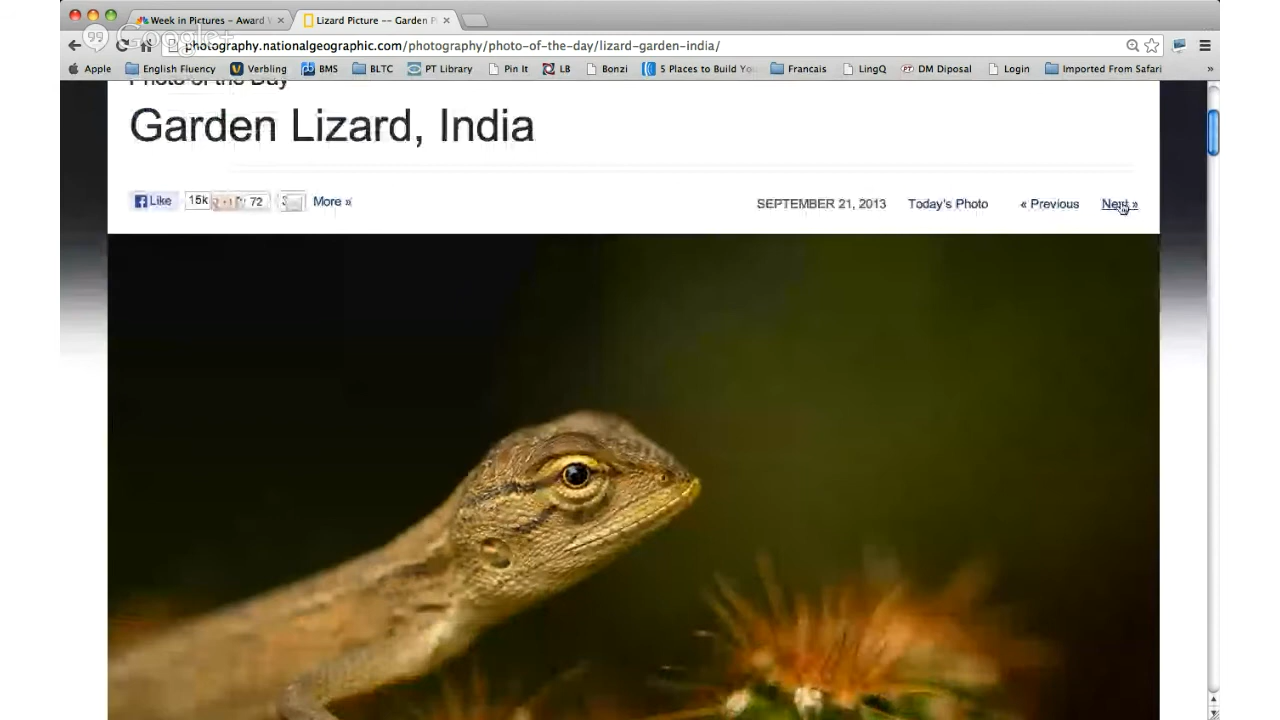 Week in Pictures – Award W
Lizard Picture -- Garden P
Google+
photography.nationalgeographic.com/photography/photo-of-the-day/lizard-garden-india/
Apple English Fluency Verbling BMS BLTC PT Library Pin It LB Bonzi 5 Places to Build Yo Francais LingQ DM Diposal Login Imported From Safari »
Photo of the Day
Garden Lizard, India
Like 15k +1 72 More » SEPTEMBER 21, 2013 Today's Photo « Previous Next »